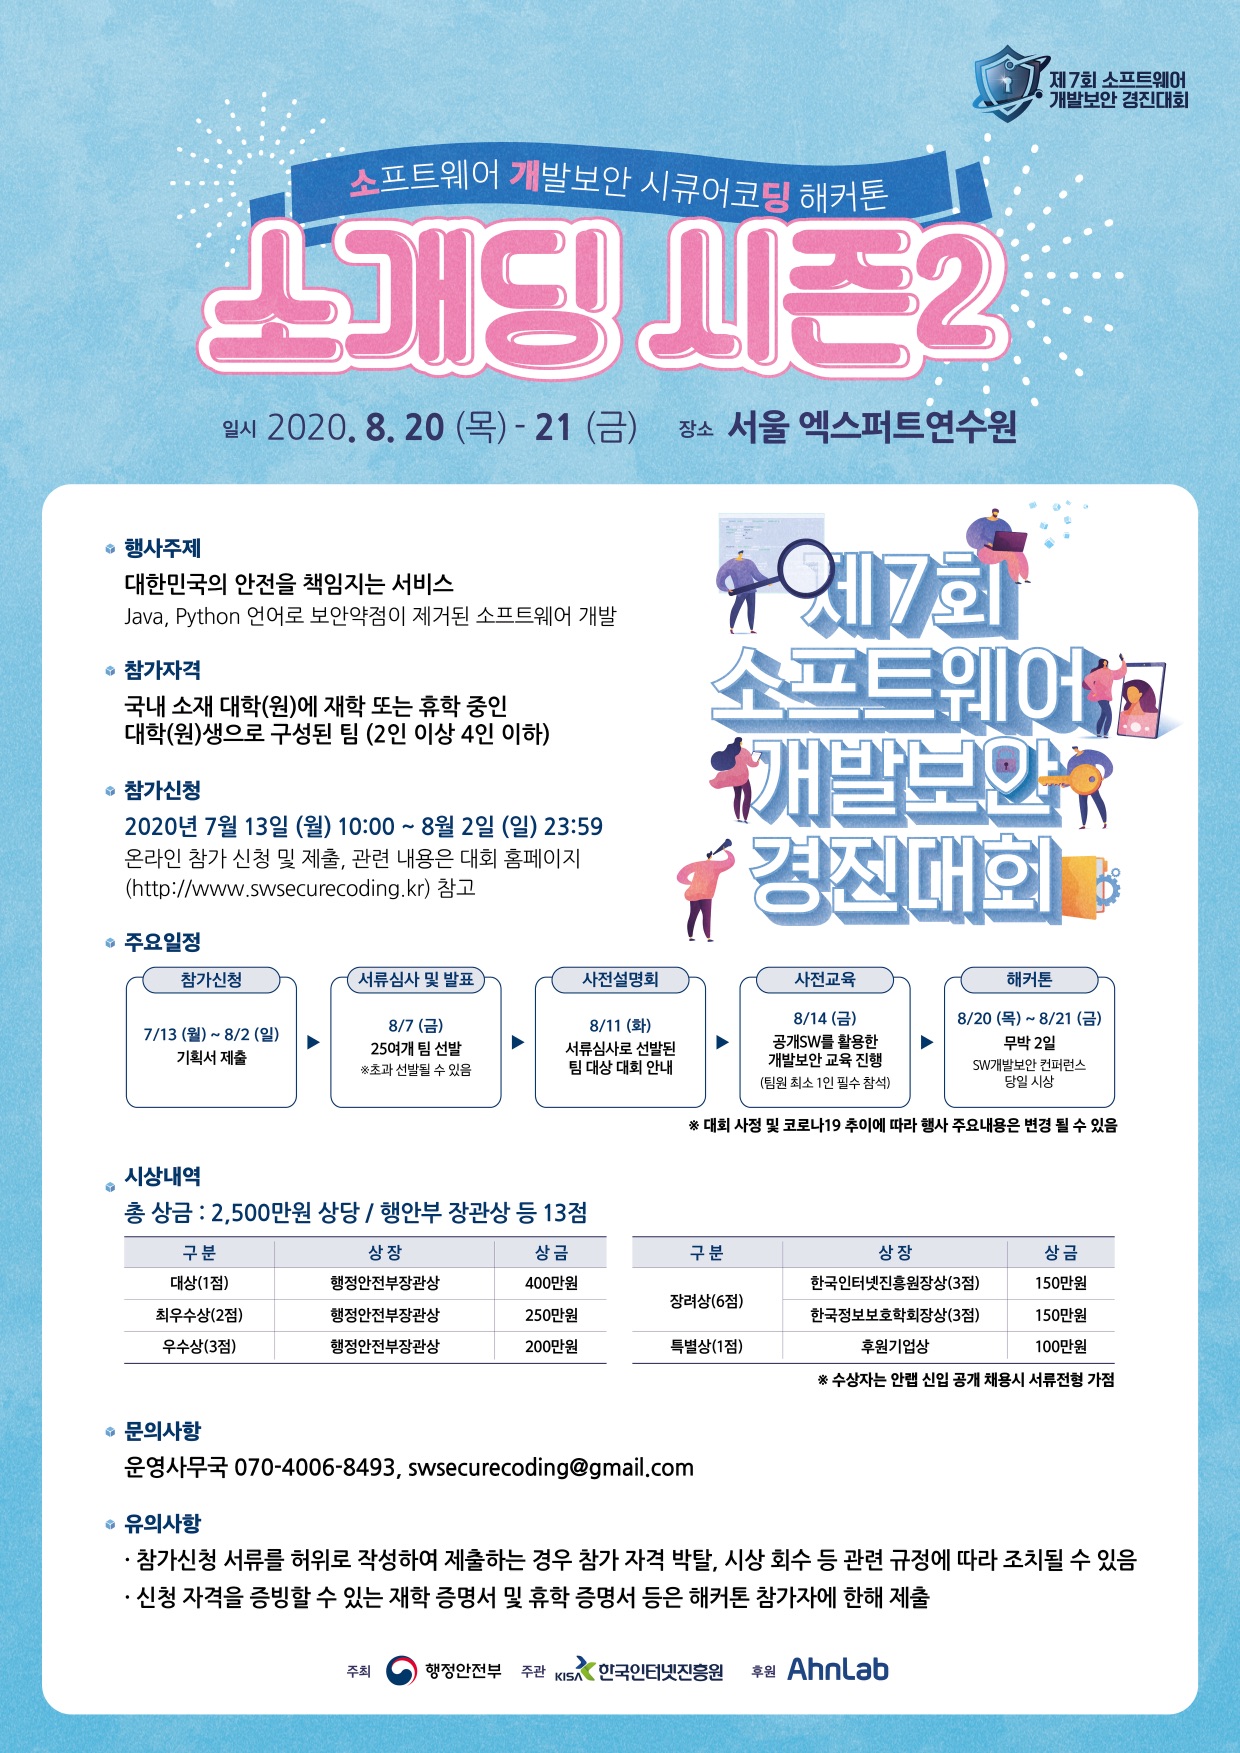 제7회 소프트웨어
개발보안 경진대회
소프트웨어 개발보안 시큐어코딩 해커톤
소개딩 시즌2
일시 2020. 8. 20 (목) - 21 (금) 장소 서울 엑스퍼트연수원
행사주제
대한민국의 안전을 책임지는 서비스
Java, Python 언어로 보안약점이 제거된 소프트웨어 개발
제7회
소프트웨어
개발보안
경진대회
참가자격
국내 소재 대학(원)에 재학 또는 휴학 중인
대학(원)생으로 구성된 팀 (2인 이상 4인 이하)
참가신청
2020년 7월 13일 (월) 10:00 ~ 8월 2일 (일) 23:59
온라인 참가 신청 및 제출, 관련 내용은 대회 홈페이지
(http://www.swsecurecoding.kr) 참고
주요일정
참가신청
7/13 (월) ~ 8/2 (일)
기획서 제출
서류심사 및 발표
8/7 (금)
25여개 팀 선발
※초과 선발될 수 있음
사전설명회
8/11 (화)
서류심사로 선발된
팀 대상 대회 안내
사전교육
8/14 (금)
공개SW를 활용한
개발보안 교육 진행
(팀원 최소 1인 필수 참석)
해커톤
8/20 (목) ~ 8/21 (금)
무박 2일
SW개발보안 컨퍼런스
당일 시상
※ 대회 사정 및 코로나19 추이에 따라 행사 주요내용은 변경 될 수 있음
시상내역
총 상금 : 2,500만원 상당 / 행안부 장관상 등 13점
구 분 상 장 상 금
대상(1점) 행정안전부장관상 400만원
최우수상(2점) 행정안전부장관상 250만원
우수상(3점) 행정안전부장관상 200만원
구 분 상 장 상 금
장려상(6점) 한국인터넷진흥원장상(3점) 150만원
한국정보보호학회장상(3점) 150만원
특별상(1점) 후원기업상 100만원
※ 수상자는 안랩 신입 공개 채용시 서류전형 가점
문의사항
운영사무국 070-4006-8493, swsecurecoding@gmail.com
유의사항
· 참가신청 서류를 허위로 작성하여 제출하는 경우 참가 자격 박탈, 시상 회수 등 관련 규정에 따라 조치될 수 있음
· 신청 자격을 증빙할 수 있는 재학 증명서 및 휴학 증명서 등은 해커톤 참가자에 한해 제출
주최 행정안전부 주관 KISA 한국인터넷진흥원 후원 AhnLab